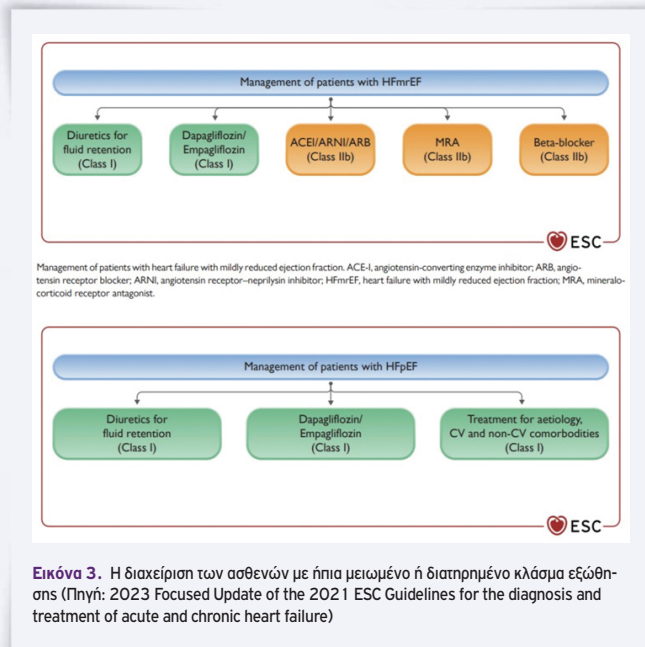 Management of patients with HFmrEF
Diuretics for
fluid retention
(Class I)
Dapagliflozin/
Empagliflozin
(Class I)
ACEI/ARNI/ARB
(Class IIb)
MRA
(Class IIb)
Beta-blocker
(Class IIb)
ESC
Management of patients with heart failure with mildly reduced ejection fraction. ACE-I, angiotensin-converting enzyme inhibitor; ARB, angio-
tensin receptor blocker; ARNI, angiotensin receptor–neprilysin inhibitor; HFmrEF, heart failure with mildly reduced ejection fraction; MRA, mineralo-
corticoid receptor antagonist.
Management of patients with HFpEF
Diuretics for
fluid retention
(Class I)
Dapagliflozin/
Empagliflozin
(Class I)
Treatment for aetiology,
CV and non-CV comorbodities
(Class I)
ESC
Εικόνα 3. Η διαχείριση των ασθενών με ήπια μειωμένο ή διατηρημένο κλάσμα εξώθη-
σης (Πηγή: 2023 Focused Update of the 2021 ESC Guidelines for the diagnosis and
treatment of acute and chronic heart failure)